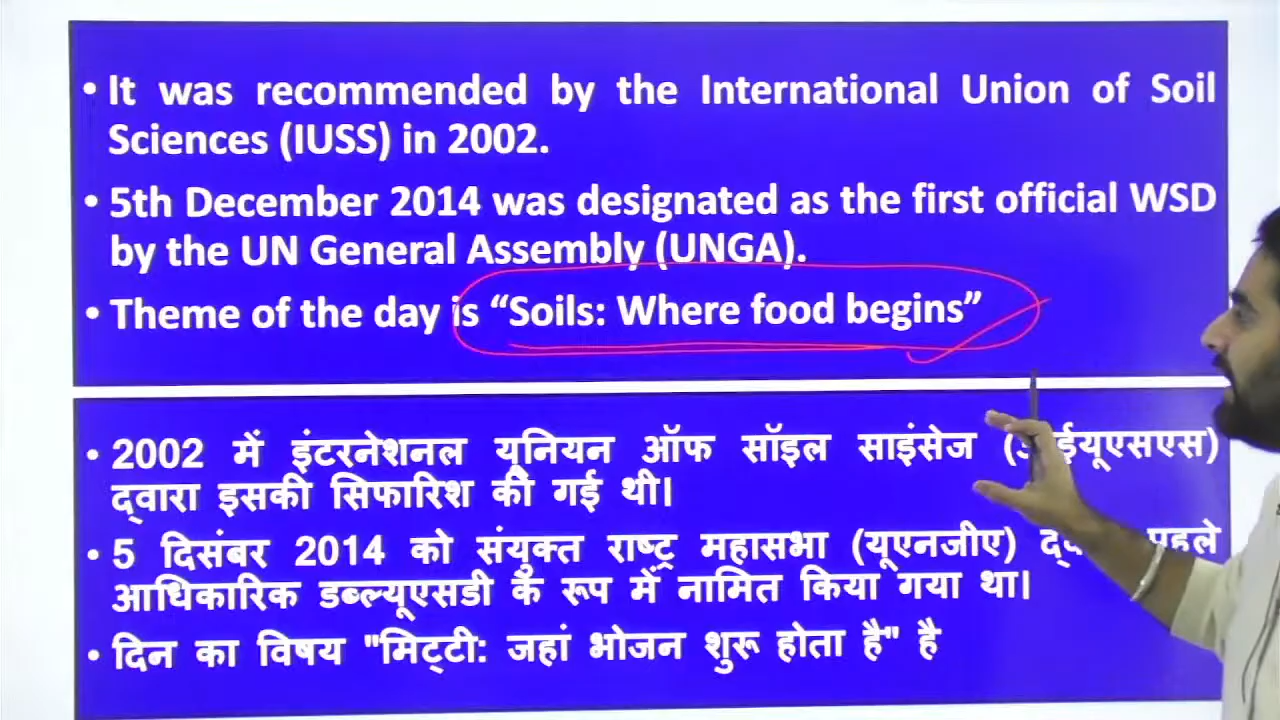 • It was recommended by the International Union of Soil
Sciences (IUSS) in 2002.
• 5th December 2014 was designated as the first official WSD
by the UN General Assembly (UNGA).
• Theme of the day is “Soils: Where food begins”
• 2002 में इंटरनेशनल यूनियन ऑफ सॉइल साइंसेज
द्वारा इसकी सिफारिश की गई थी।
• 5 दिसंबर 2014 को संयुक्त राष्ट्र महासभा (यूएनजीए) पहले
आधिकारिक डब्ल्यूएसडी के रूप में नामित किया गया था।
• दिन का विषय "मिट्टी: जहां भोजन शुरू होता है" है